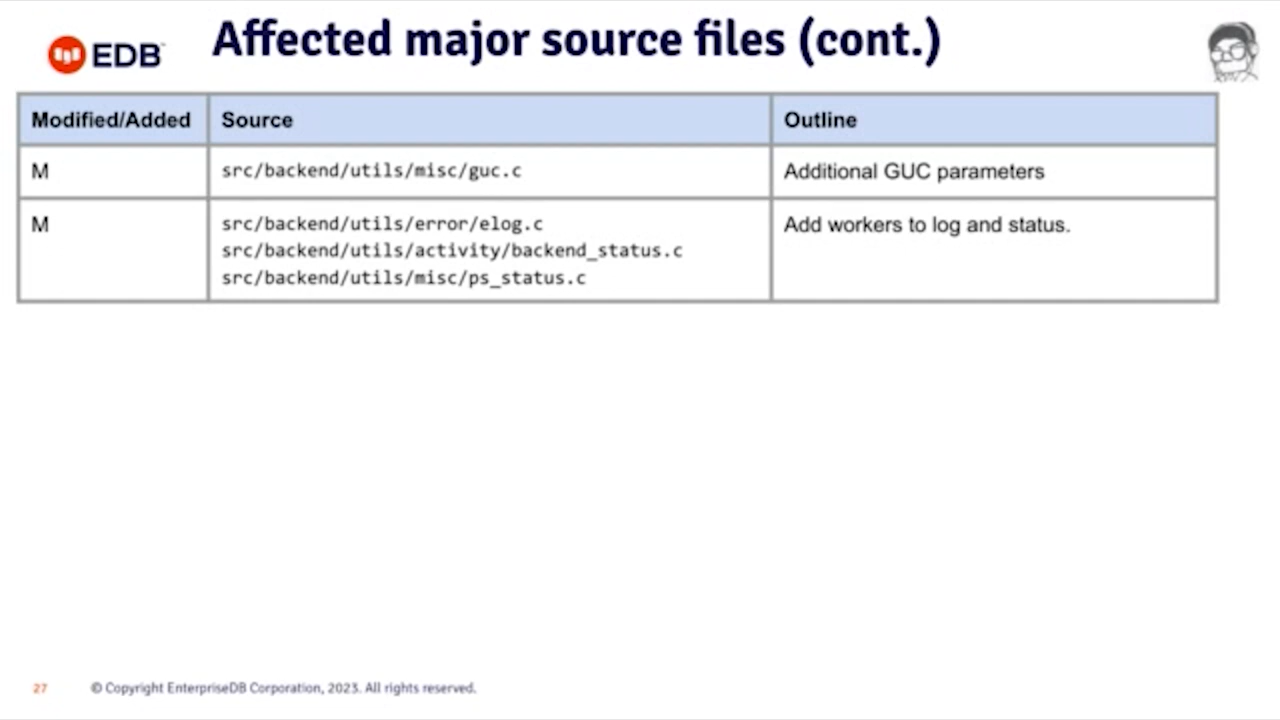 EDB
Affected major source files (cont.)
Modified/Added Source Outline
M src/backend/utils/misc/guc.c Additional GUC parameters
M src/backend/utils/error/elog.c Add workers to log and status.
src/backend/utils/activity/backend_status.c
src/backend/utils/misc/ps_status.c
27 © Copyright EnterpriseDB Corporation, 2023. All rights reserved.